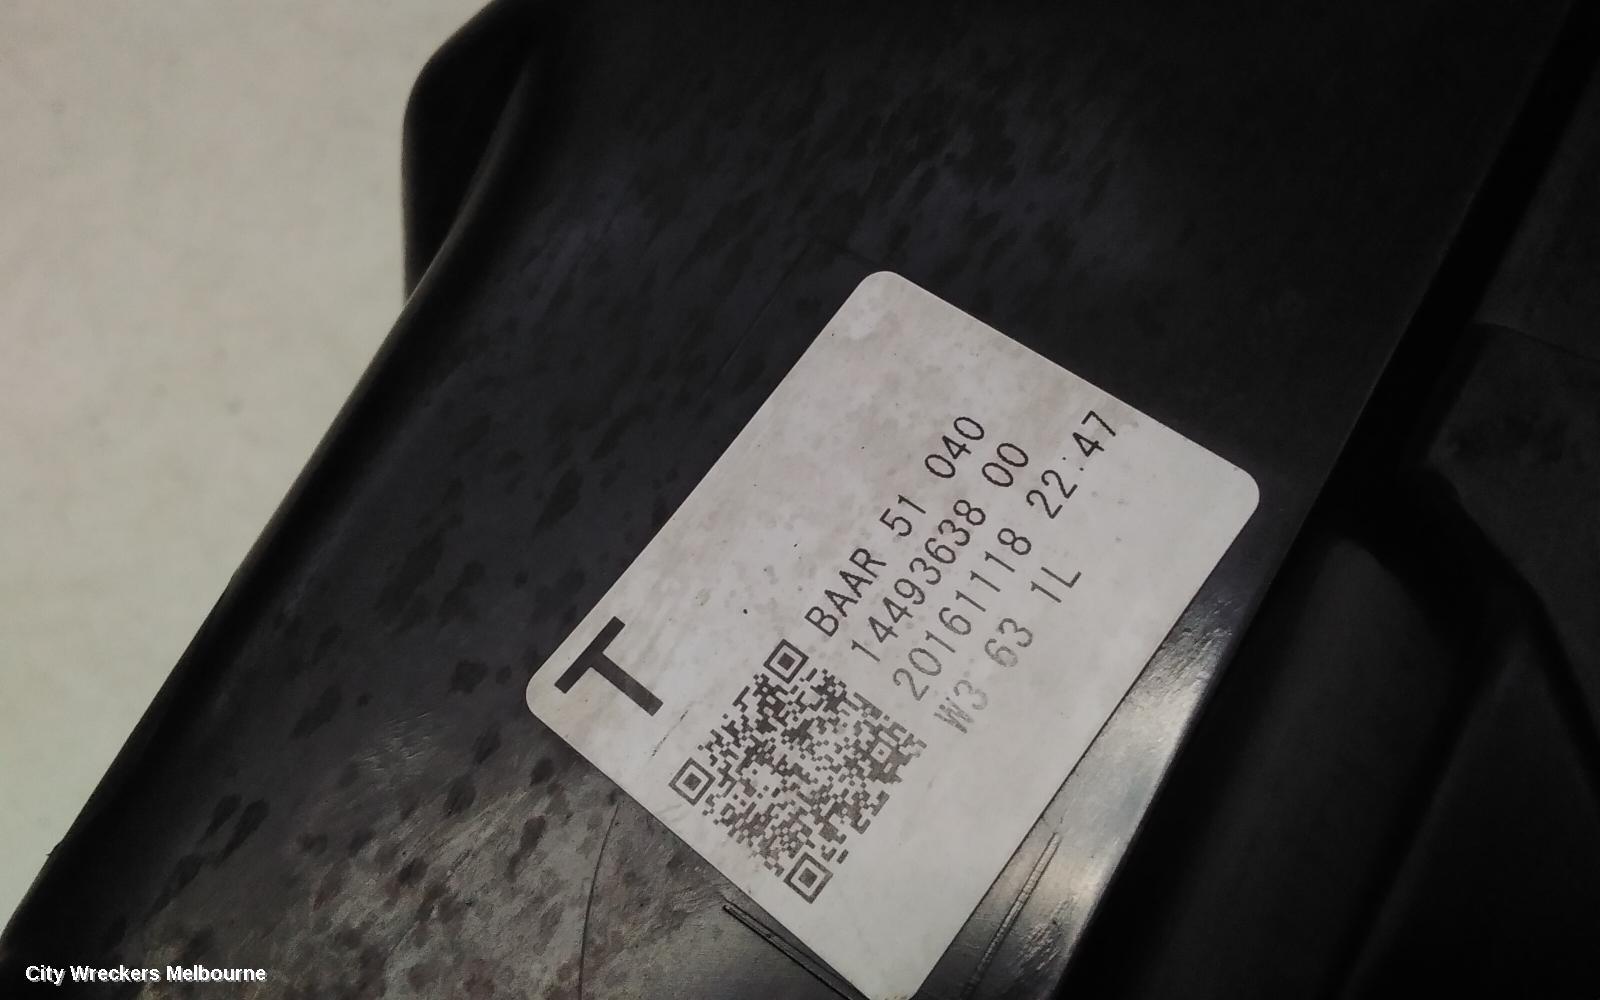 BAAR 51 040
14493638 00
20161118 22:47
W3 63 1L
T
City Wreckers Melbourne